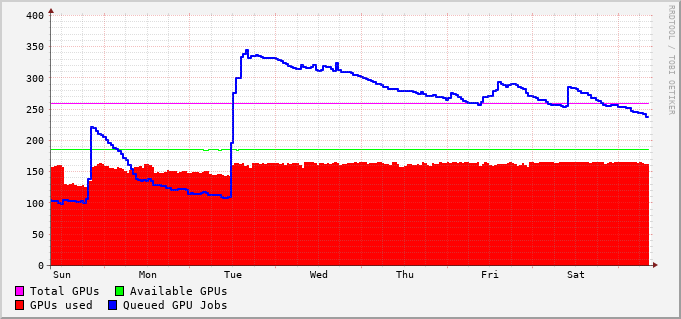 400
350
300
250
200
150
100
50
0
Sun Mon Tue Wed Thu Fri Sat
Total GPUs Available GPUs
GPUs used Queued GPU Jobs
RRDTOOL / TOBI OETIKER